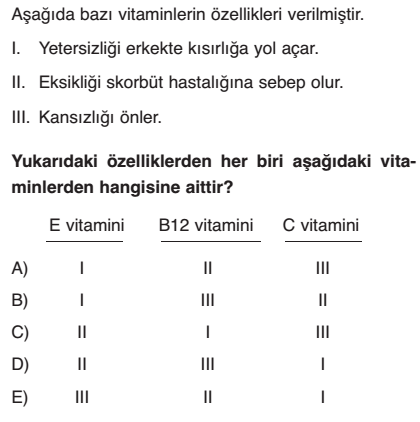 Aşağıda bazı vitaminlerin özellikleri verilmiştir.
I. Yetersizliği erkekte kısırlığa yol açar.
II. Eksikliği skorbüt hastalığına sebep olur.
III. Kansızlığı önler.
Yukarıdaki özelliklerden her biri aşağıdaki vita-
minlerden hangisine aittir?
E vitamini B12 vitamini C vitamini
A) I II III
B) I III II
C) II I III
D) II III I
E) III II I